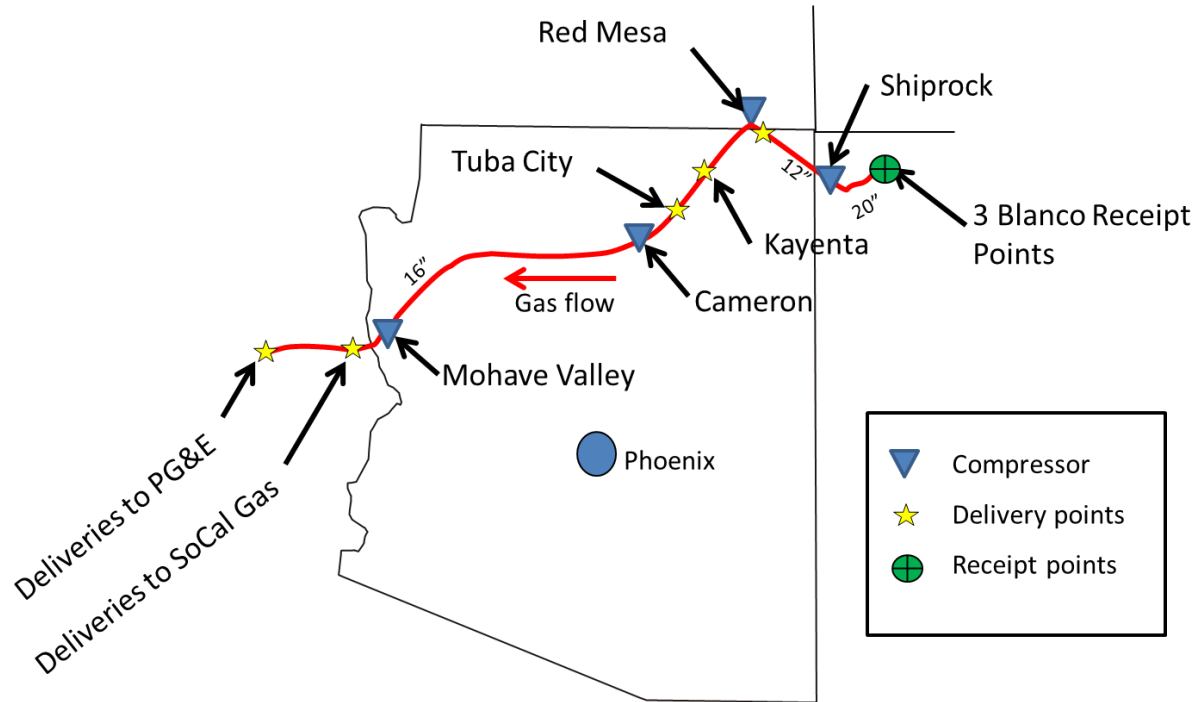 Red Mesa
Shiprock
Tuba City
12”
20”
3 Blanco Receipt
Points
Kayenta
16”
Gas flow
Cameron
Mohave Valley
Deliveries to PG&E
Deliveries to SoCal Gas
Phoenix
Compressor
Delivery points
Receipt points